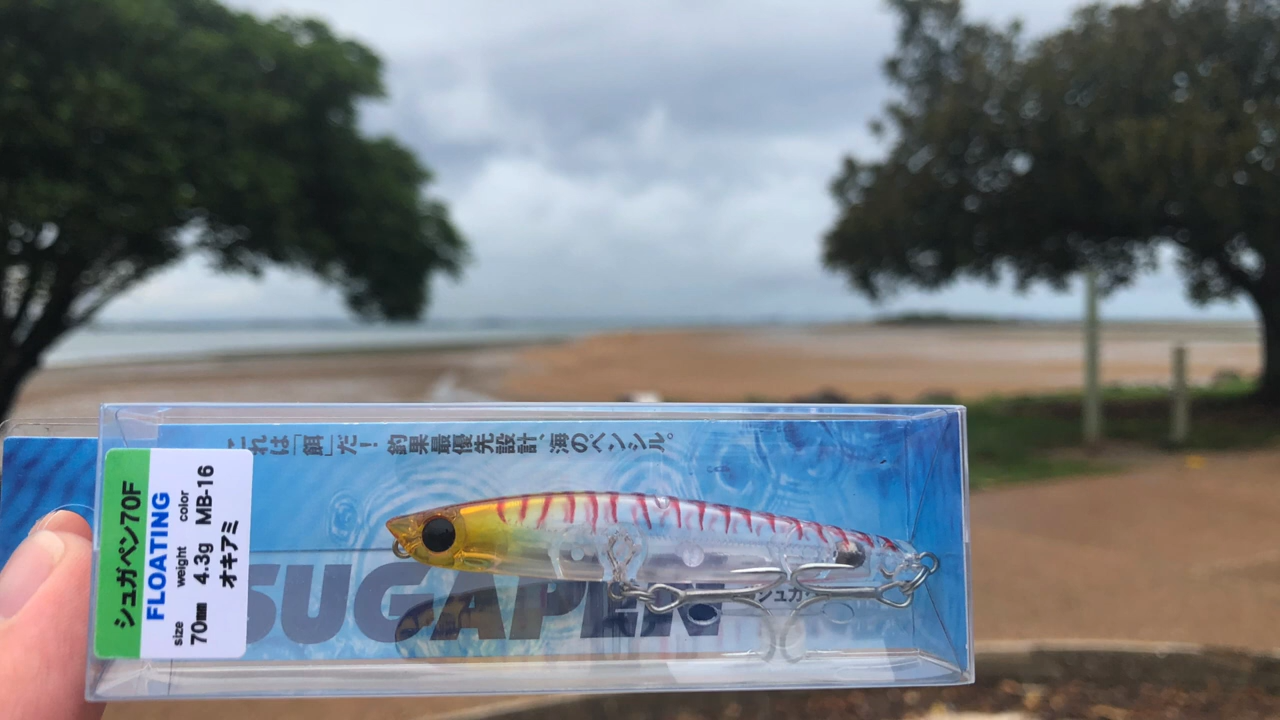 これは「餌」だ! 釣果最優先設計、海のペンシル。
シュガペン70F
FLOATING
size weight color
70mm 4.3g MB-16
オキアミ
SUGAPEN
シュガ